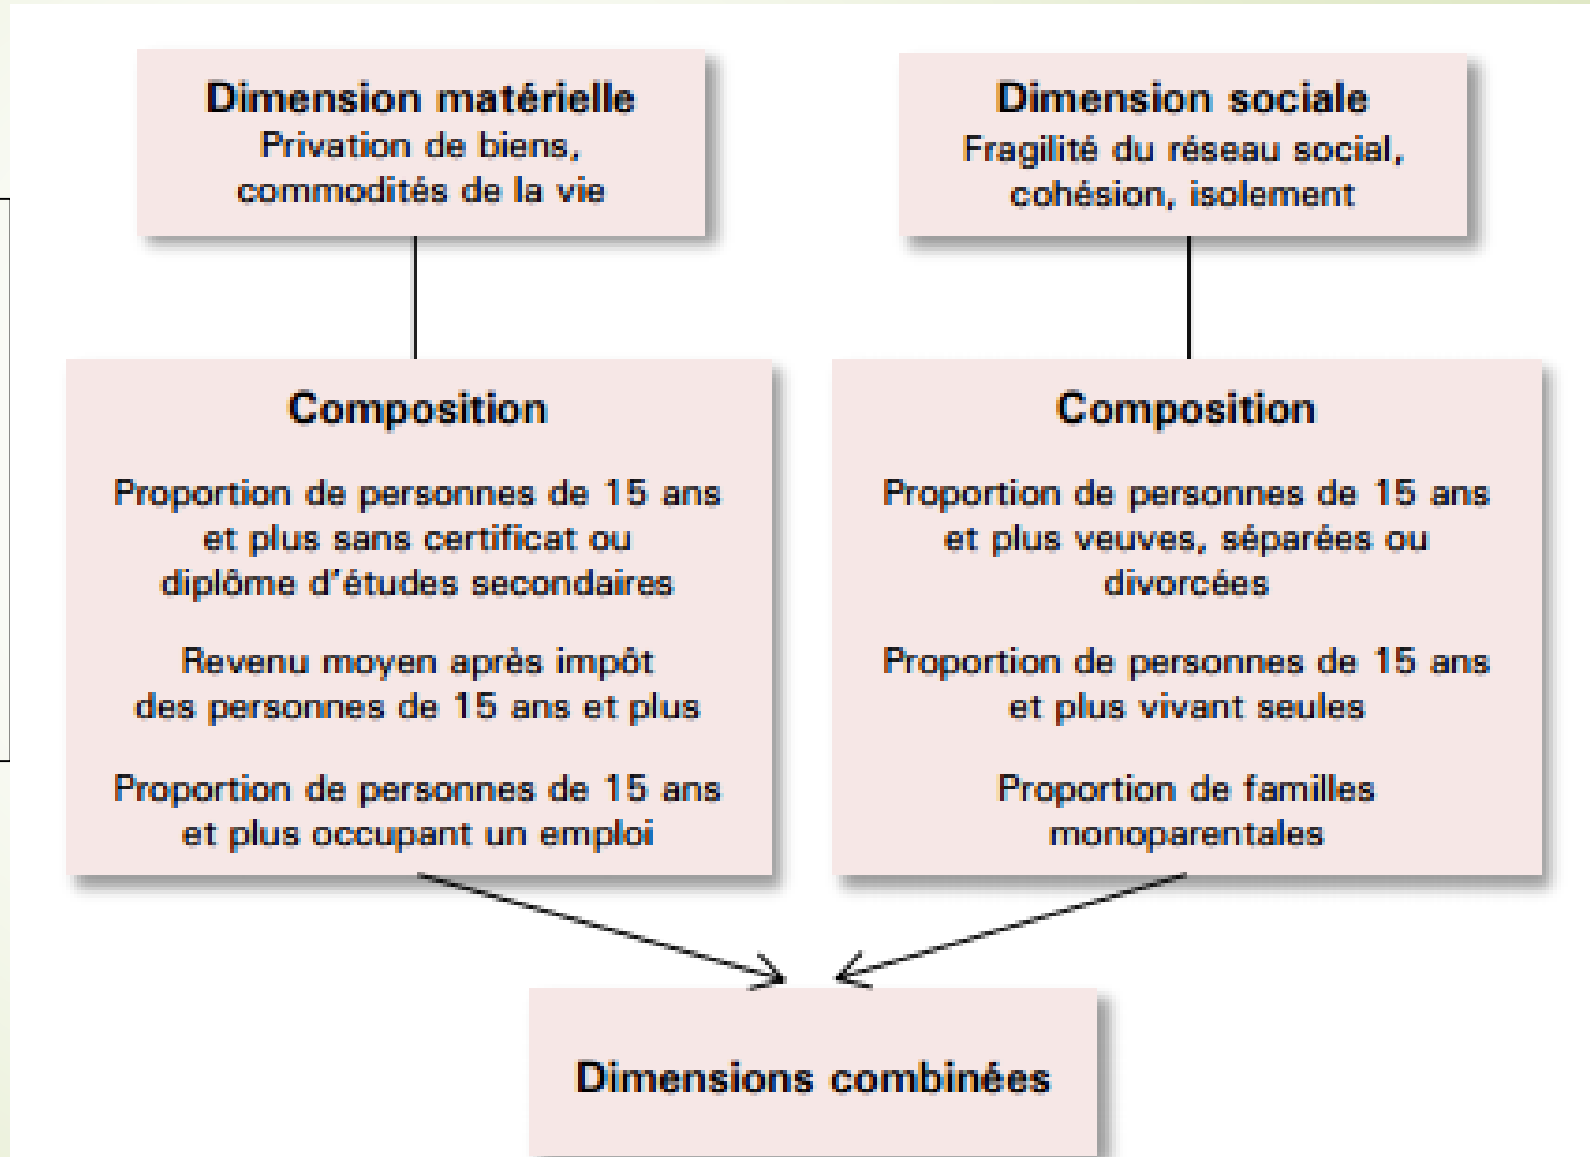 Dimension matérielle
Privation de biens,
commodités de la vie
Dimension sociale
Fragilité du réseau social,
cohésion, isolement
Composition
Proportion de personnes de 15 ans
et plus sans certificat ou
diplôme d'études secondaires
Revenu moyen après impôt
des personnes de 15 ans et plus
Proportion de personnes de 15 ans
et plus occupant un emploi
Composition
Proportion de personnes de 15 ans
et plus veuves, séparées ou
divorcées
Proportion de personnes de 15 ans
et plus vivant seules
Proportion de familles
monoparentales
Dimensions combinées